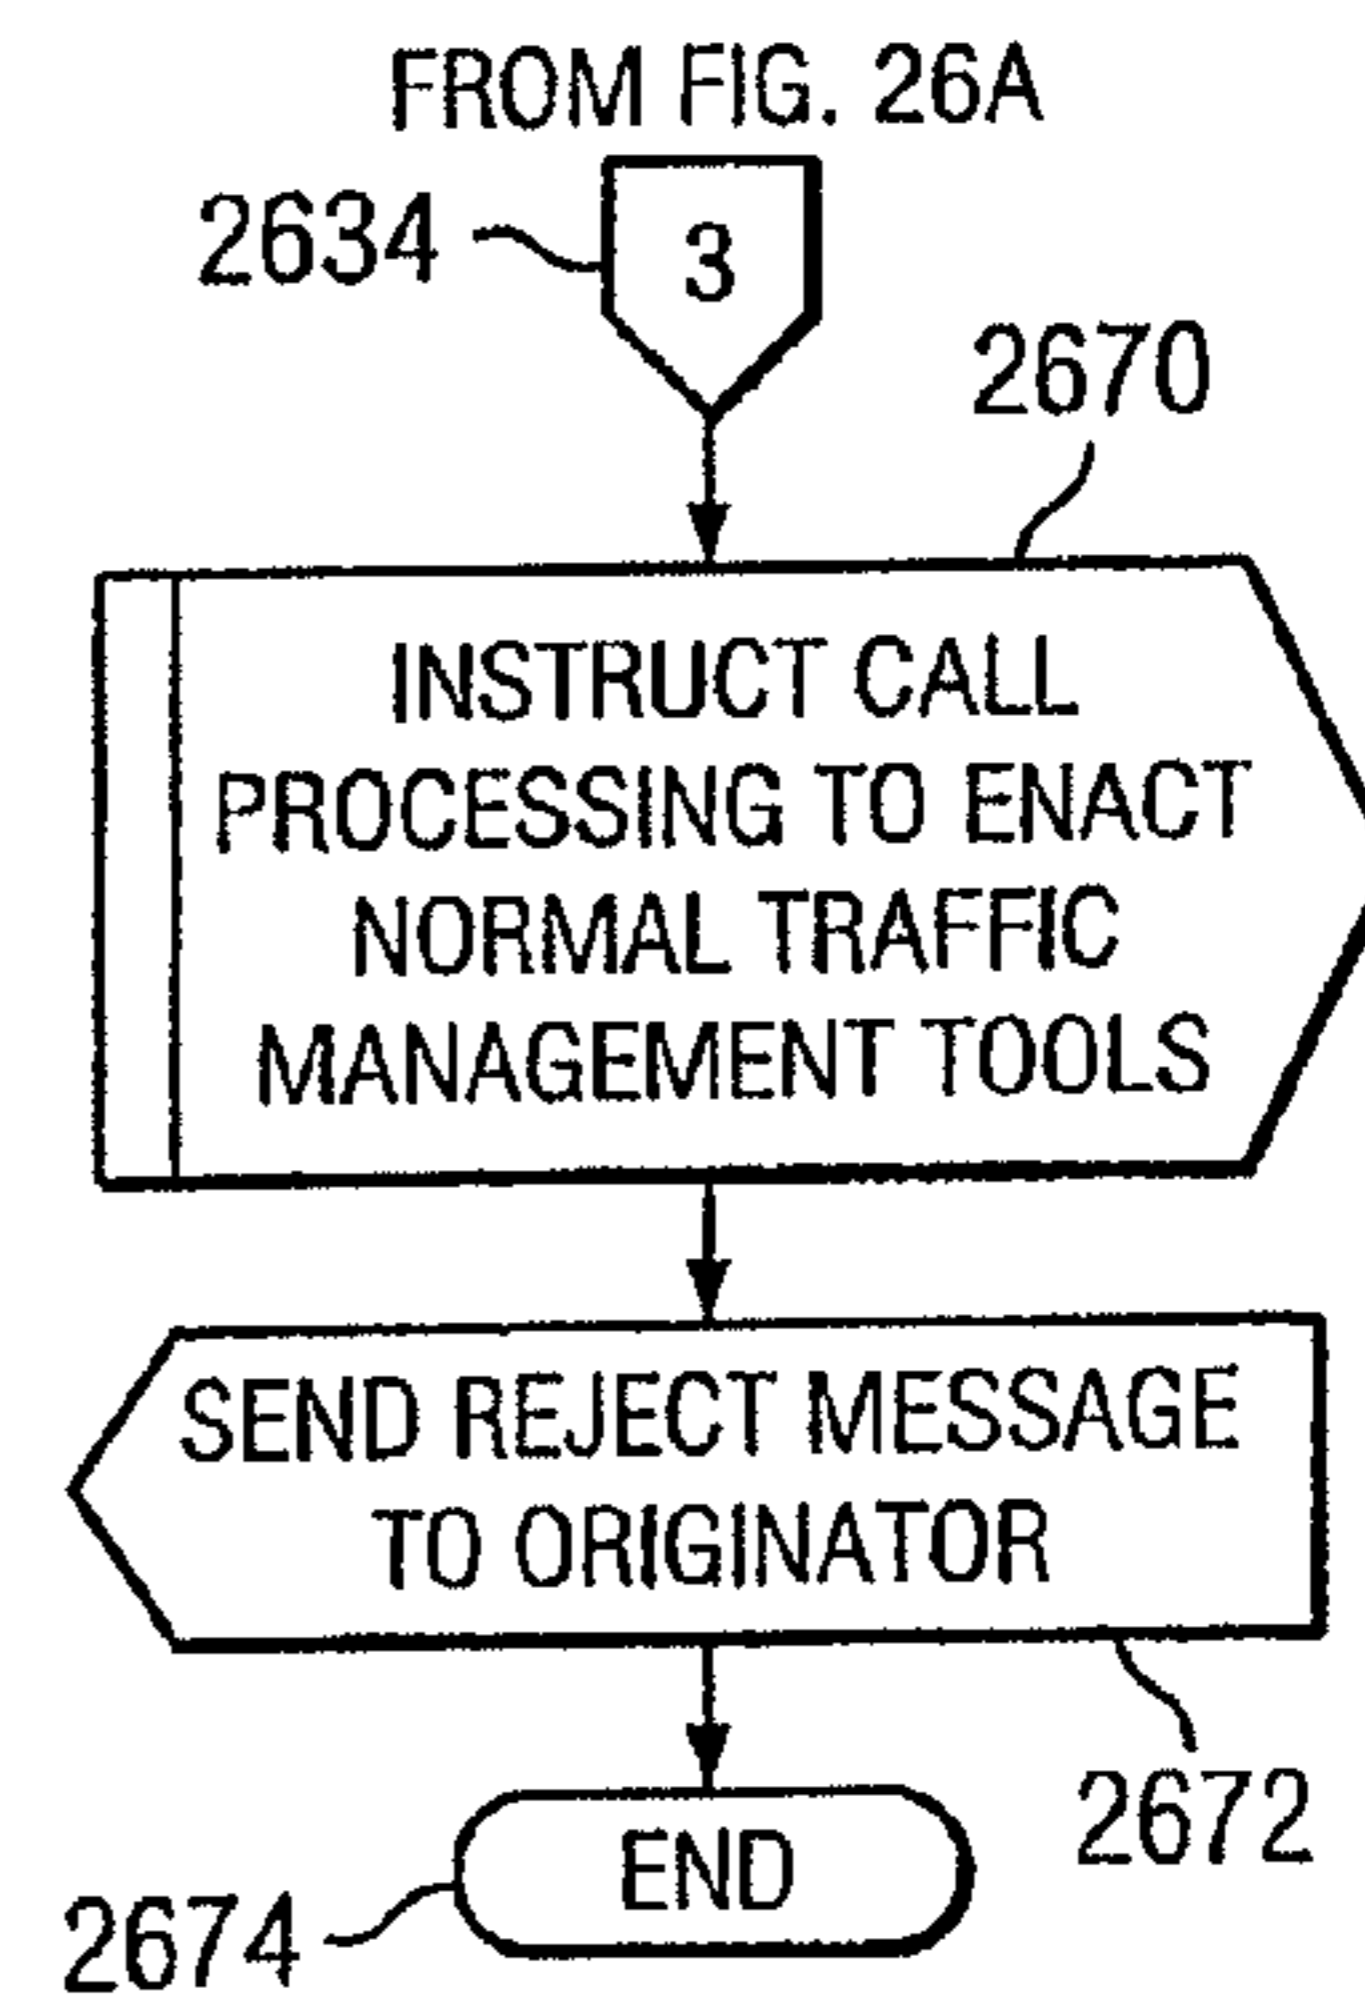 FROM FIG. 26A
2634
3
2670
INSTRUCT CALL
PROCESSING TO ENACT
NORMAL TRAFFIC
MANAGEMENT TOOLS
SEND REJECT MESSAGE
TO ORIGINATOR
2672
END
2674